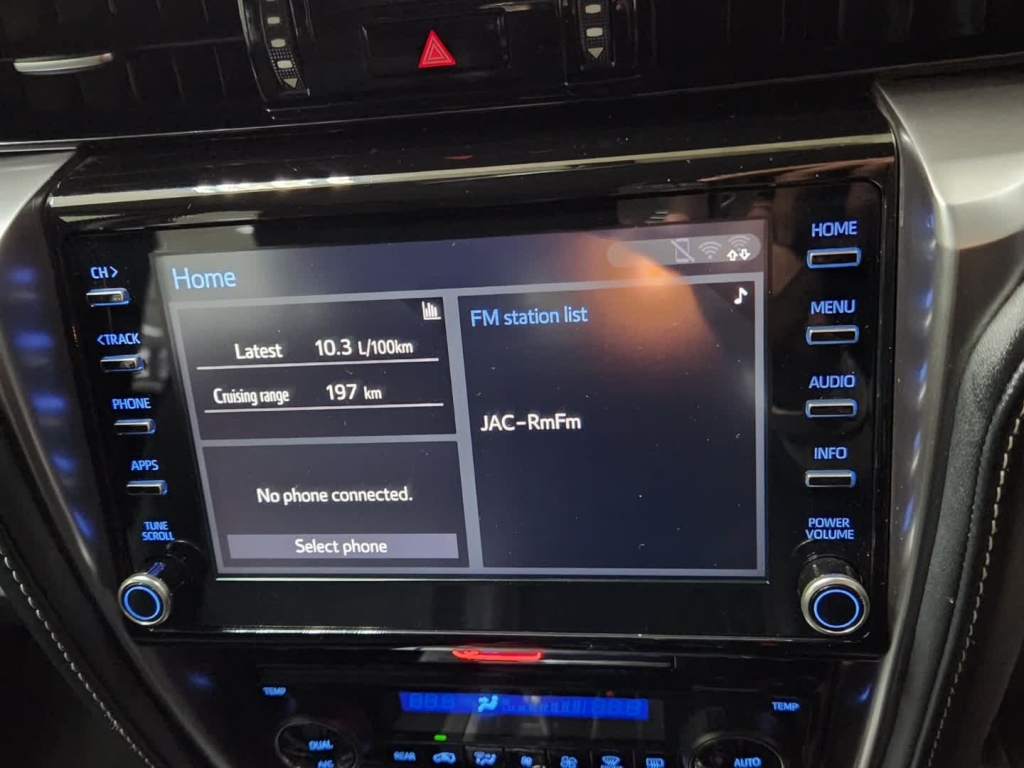 Home
Latest 10.3 L/100km
Cruising range 197 km
No phone connected.
Select phone
FM station list
JAC-RmFm
CH>
<TRACK
PHONE
APPS
TUNE
SCROLL
HOME
MENU
AUDIO
INFO
POWER
VOLUME
TEMP
TEMP
DUAL
REAR
AUTO